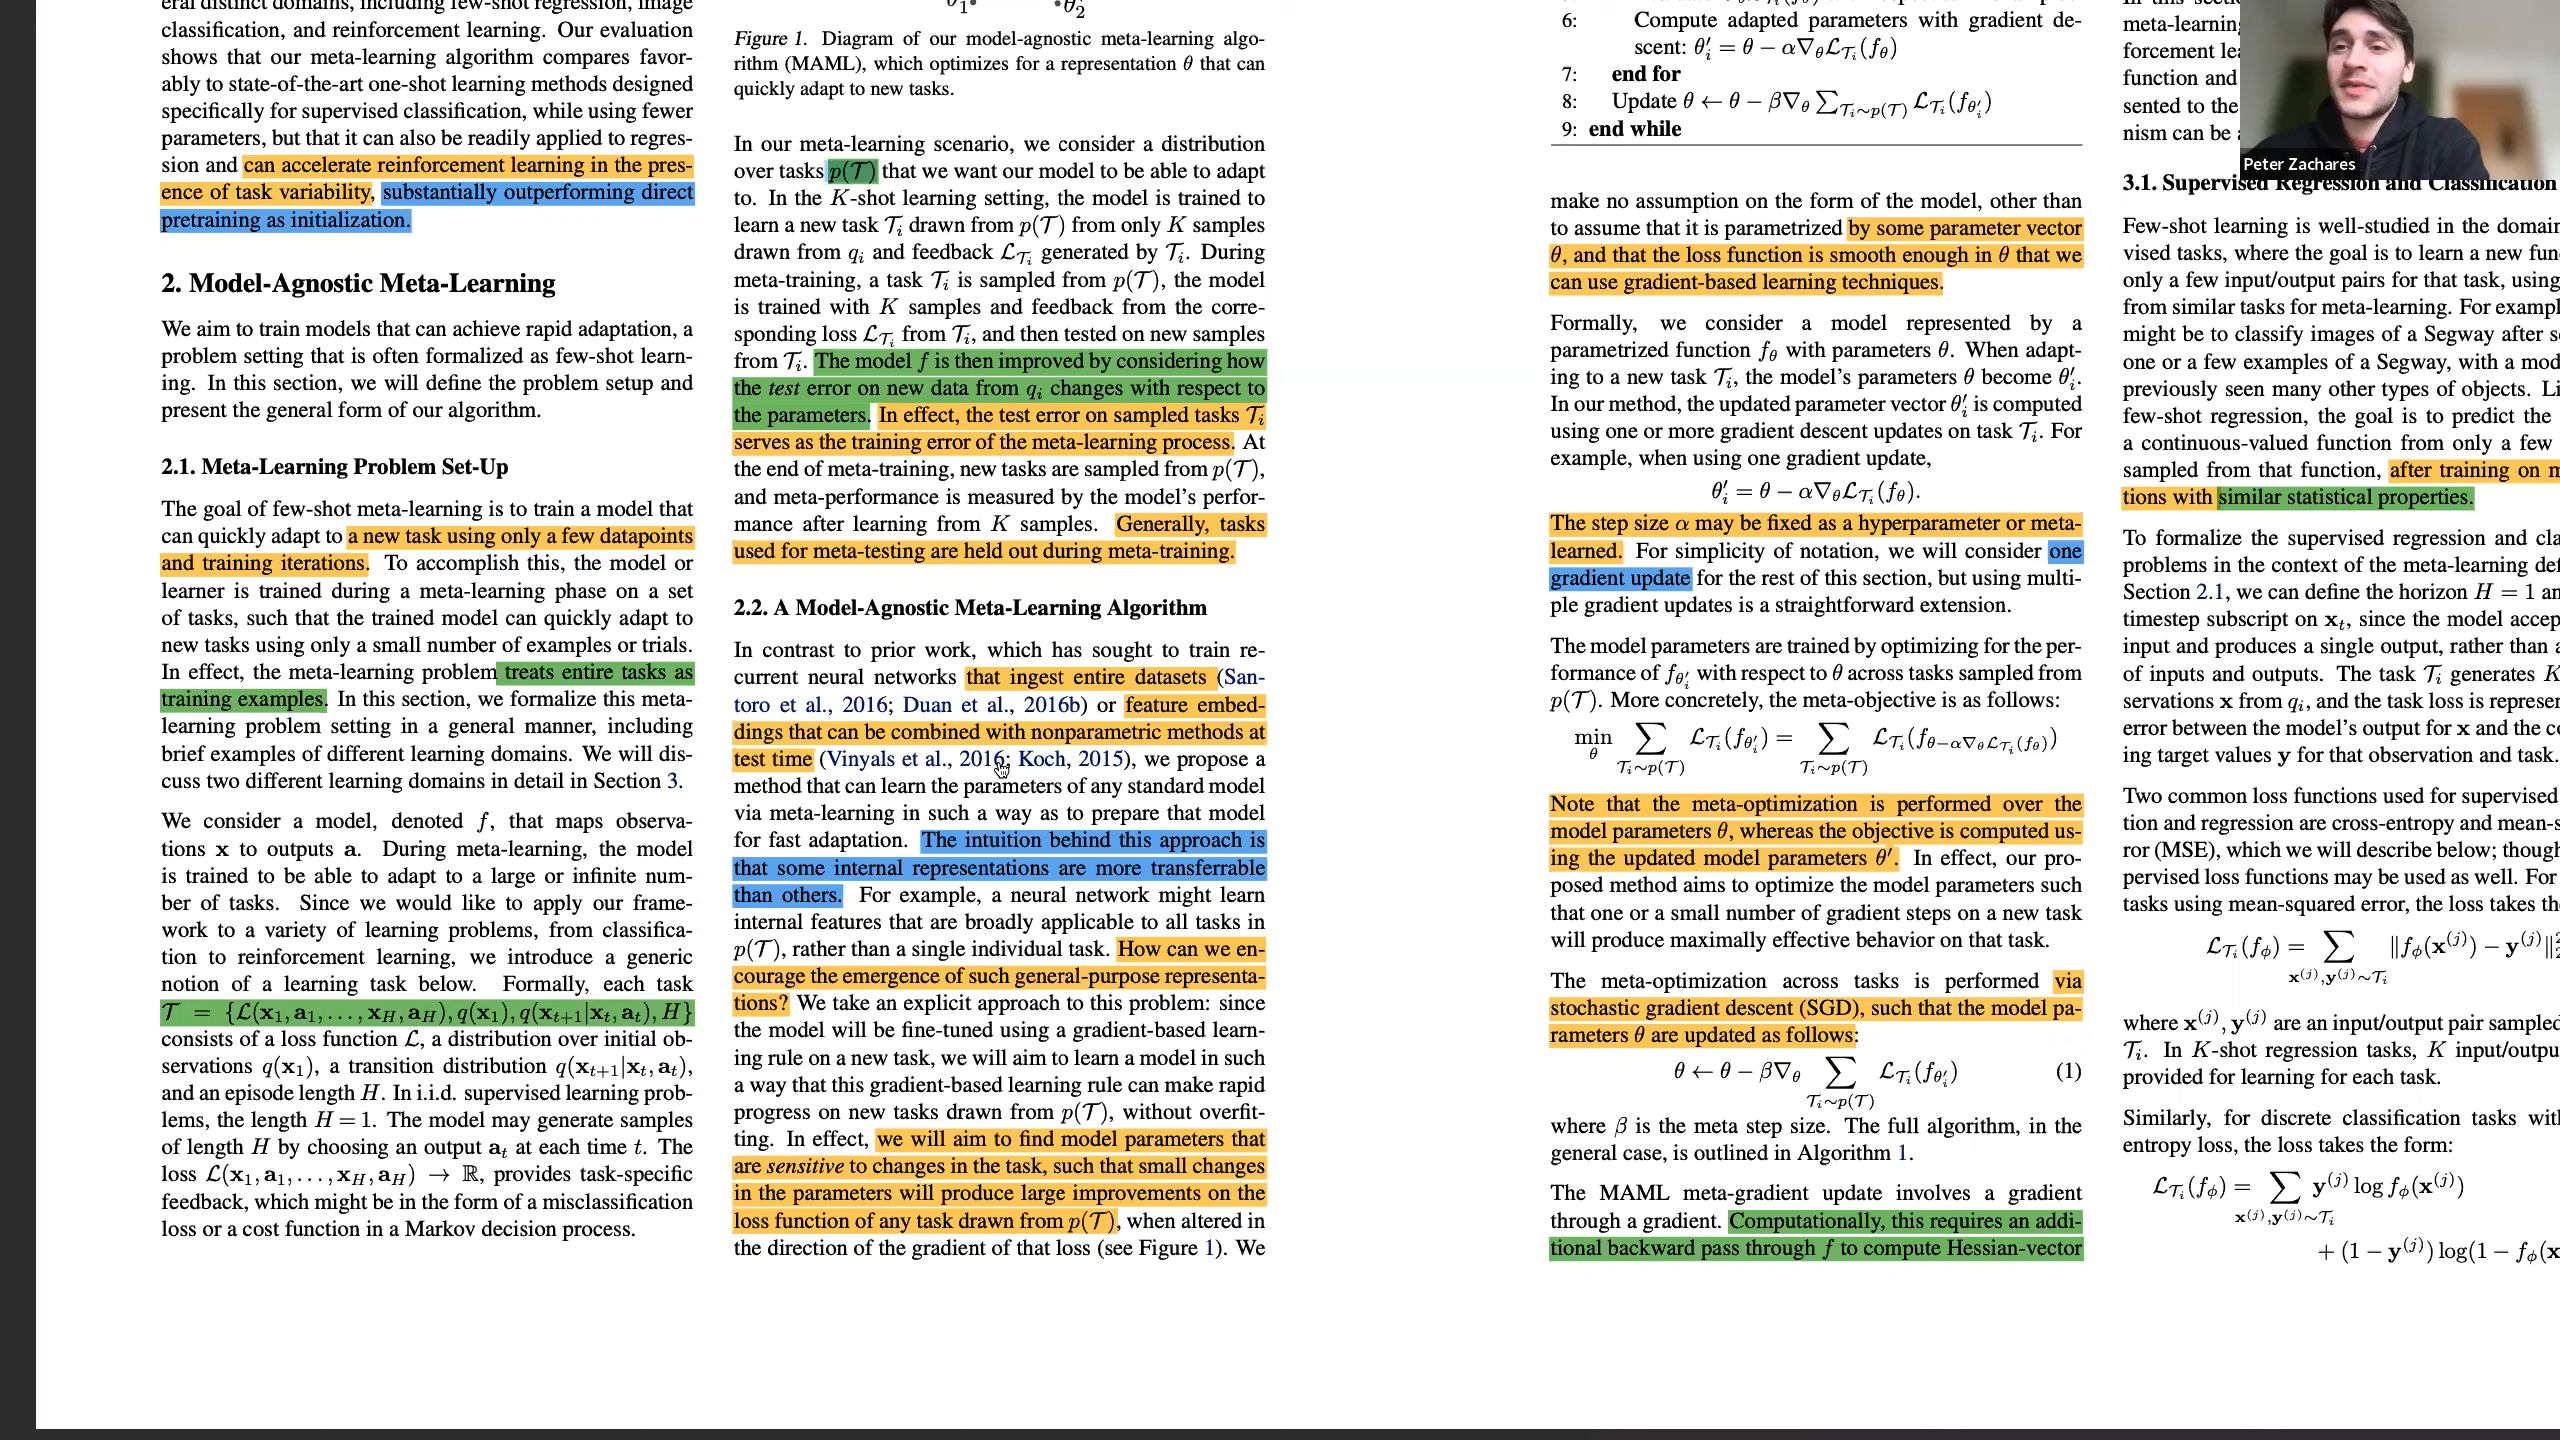 eral distinct domains, including few-shot regression, image
classification, and reinforcement learning. Our evaluation
shows that our meta-learning algorithm compares favor-
ably to state-of-the-art one-shot learning methods designed
specifically for supervised classification, while using fewer
parameters, but that it can also be readily applied to regres-
sion and can accelerate reinforcement learning in the pres-
ence of task variability, substantially outperforming direct
pretraining as initialization.
2. Model-Agnostic Meta-Learning
We aim to train models that can achieve rapid adaptation, a
problem setting that is often formalized as few-shot learn-
ing. In this section, we will define the problem setup and
present the general form of our algorithm.
2.1. Meta-Learning Problem Set-Up
The goal of few-shot meta-learning is to train a model that
can quickly adapt to a new task using only a few datapoints
and training iterations. To accomplish this, the model or
learner is trained during a meta-learning phase on a set
of tasks, such that the trained model can quickly adapt to
new tasks using only a small number of examples or trials.
In effect, the meta-learning problem treats entire tasks as
training examples. In this section, we formalize this meta-
learning problem setting in a general manner, including
brief examples of different learning domains. We will dis-
cuss two different learning domains in detail in Section 3.
We consider a model, denoted f, that maps observa-
tions x to outputs a. During meta-learning, the model
is trained to be able to adapt to a large or infinite num-
ber of tasks. Since we would like to apply our frame-
work to a variety of learning problems, from classifica-
tion to reinforcement learning, we introduce a generic
notion of a learning task below. Formally, each task
𝒯 = {ℒ(x₁, a₁, . . . , x_H, a_H), q(x₁), q(x_{t+1}|x_t, a_t), H}
consists of a loss function ℒ, a distribution over initial ob-
servations q(x₁), a transition distribution q(x_{t+1}|x_t, a_t),
and an episode length H. In i.i.d. supervised learning prob-
lems, the length H = 1. The model may generate samples
of length H by choosing an output a_t at each time t. The
loss ℒ(x₁, a₁, . . . , x_H, a_H) → ℝ, provides task-specific
feedback, which might be in the form of a misclassification
loss or a cost function in a Markov decision process.
θ₂
Figure 1. Diagram of our model-agnostic meta-learning algo-
rithm (MAML), which optimizes for a representation θ that can
quickly adapt to new tasks.
In our meta-learning scenario, we consider a distribution
over tasks p(𝒯) that we want our model to be able to adapt
to. In the K-shot learning setting, the model is trained to
learn a new task 𝒯_i drawn from p(𝒯) from only K samples
drawn from q_i and feedback ℒ_{𝒯_i} generated by 𝒯_i. During
meta-training, a task 𝒯_i is sampled from p(𝒯), the model
is trained with K samples and feedback from the corre-
sponding loss ℒ_{𝒯_i} from 𝒯_i, and then tested on new samples
from 𝒯_i. The model f is then improved by considering how
the test error on new data from q_i changes with respect to
the parameters. In effect, the test error on sampled tasks 𝒯_i
serves as the training error of the meta-learning process. At
the end of meta-training, new tasks are sampled from p(𝒯),
and meta-performance is measured by the model's perfor-
mance after learning from K samples. Generally, tasks
used for meta-testing are held out during meta-training.
2.2. A Model-Agnostic Meta-Learning Algorithm
In contrast to prior work, which has sought to train re-
current neural networks that ingest entire datasets (San-
toro et al., 2016; Duan et al., 2016b) or feature embed-
dings that can be combined with nonparametric methods at
test time (Vinyals et al., 2016; Koch, 2015), we propose a
method that can learn the parameters of any standard model
via meta-learning in such a way as to prepare that model
for fast adaptation. The intuition behind this approach is
that some internal representations are more transferrable
than others. For example, a neural network might learn
internal features that are broadly applicable to all tasks in
p(𝒯), rather than a single individual task. How can we en-
courage the emergence of such general-purpose representa-
tions? We take an explicit approach to this problem: since
the model will be fine-tuned using a gradient-based learn-
ing rule on a new task, we will aim to learn a model in such
a way that this gradient-based learning rule can make rapid
progress on new tasks drawn from p(𝒯), without overfit-
ting. In effect, we will aim to find model parameters that
are sensitive to changes in the task, such that small changes
in the parameters will produce large improvements on the
loss function of any task drawn from p(𝒯), when altered in
the direction of the gradient of that loss (see Figure 1). We
6: Compute adapted parameters with gradient de-
scent: θ′_i = θ − α∇_θℒ_{𝒯_i}(f_θ)
7: end for
8: Update θ ← θ − β∇_θ ∑_{𝒯_i∼p(𝒯)} ℒ_{𝒯_i}(f_{θ′_i})
9: end while
make no assumption on the form of the model, other than
to assume that it is parametrized by some parameter vector
θ, and that the loss function is smooth enough in θ that we
can use gradient-based learning techniques.
Formally, we consider a model represented by a
parametrized function f_θ with parameters θ. When adapt-
ing to a new task 𝒯_i, the model's parameters θ become θ′_i.
In our method, the updated parameter vector θ′_i is computed
using one or more gradient descent updates on task 𝒯_i. For
example, when using one gradient update,
θ′_i = θ − α∇_θℒ_{𝒯_i}(f_θ).
The step size α may be fixed as a hyperparameter or meta-
learned. For simplicity of notation, we will consider one
gradient update for the rest of this section, but using multi-
ple gradient updates is a straightforward extension.
The model parameters are trained by optimizing for the per-
formance of f_{θ′_i} with respect to θ across tasks sampled from
p(𝒯). More concretely, the meta-objective is as follows:
min_θ ∑_{𝒯_i∼p(𝒯)} ℒ_{𝒯_i}(f_{θ′_i}) = ∑_{𝒯_i∼p(𝒯)} ℒ_{𝒯_i}(f_{θ−α∇_θℒ_{𝒯_i}(f_θ)})
Note that the meta-optimization is performed over the
model parameters θ, whereas the objective is computed us-
ing the updated model parameters θ′. In effect, our pro-
posed method aims to optimize the model parameters such
that one or a small number of gradient steps on a new task
will produce maximally effective behavior on that task.
The meta-optimization across tasks is performed via
stochastic gradient descent (SGD), such that the model pa-
rameters θ are updated as follows:
θ ← θ − β∇_θ ∑_{𝒯_i∼p(𝒯)} ℒ_{𝒯_i}(f_{θ′_i}) (1)
where β is the meta step size. The full algorithm, in the
general case, is outlined in Algorithm 1.
The MAML meta-gradient update involves a gradient
through a gradient. Computationally, this requires an addi-
tional backward pass through f to compute Hessian-vector
meta-learning
forcement lea
function and
sented to the
nism can be
Peter Zachares
3.1. Supervised Regression and Classification
Few-shot learning is well-studied in the domain
vised tasks, where the goal is to learn a new fun
only a few input/output pairs for that task, using
from similar tasks for meta-learning. For exampl
might be to classify images of a Segway after s
one or a few examples of a Segway, with a mod
previously seen many other types of objects. Li
few-shot regression, the goal is to predict the
a continuous-valued function from only a few
sampled from that function, after training on m
tions with similar statistical properties.
To formalize the supervised regression and cla
problems in the context of the meta-learning def
Section 2.1, we can define the horizon H = 1 an
timestep subscript on x_t, since the model accep
input and produces a single output, rather than a
of inputs and outputs. The task 𝒯_i generates K
servations x from q_i, and the task loss is represen
error between the model's output for x and the co
ing target values y for that observation and task.
Two common loss functions used for supervised
tion and regression are cross-entropy and mean-s
ror (MSE), which we will describe below; though
pervised loss functions may be used as well. For
tasks using mean-squared error, the loss takes th
ℒ_{𝒯_i}(f_φ) = ∑_{x^{(j)},y^{(j)}∼𝒯_i} ‖f_φ(x^{(j)}) − y^{(j)}‖
where x^{(j)}, y^{(j)} are an input/output pair sampled
𝒯_i. In K-shot regression tasks, K input/outpu
provided for learning for each task.
Similarly, for discrete classification tasks wit
entropy loss, the loss takes the form:
ℒ_{𝒯_i}(f_φ) = ∑_{x^{(j)},y^{(j)}∼𝒯_i} y^{(j)} log f_φ(x^{(j)})
+ (1 − y^{(j)}) log(1 − f_φ(x